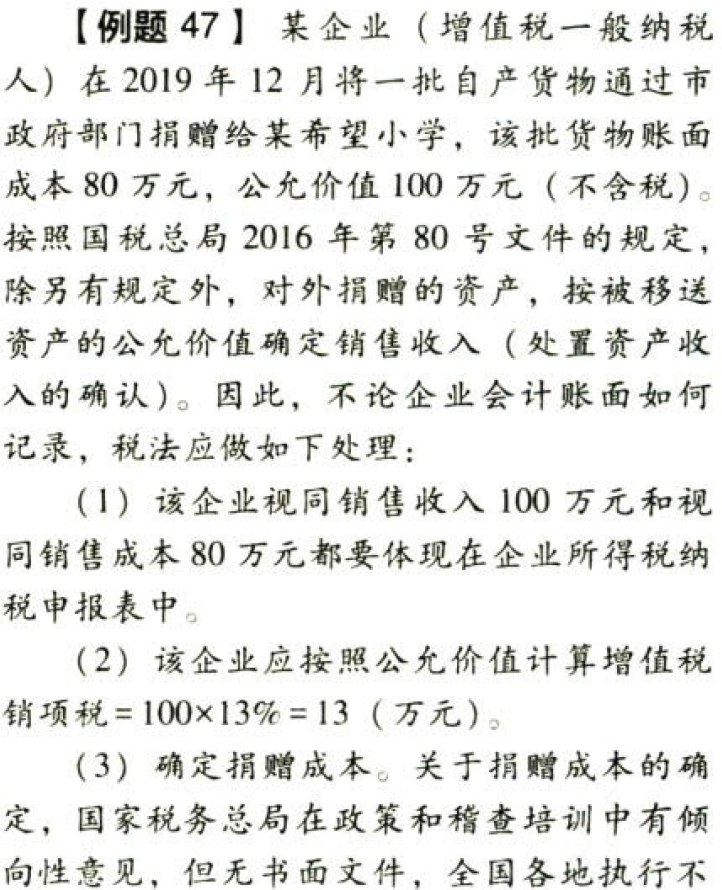 【例题 47】 某企业（增值税一般纳税
人）在 2019 年 12 月将一批自产货物通过市
政府部门捐赠给某希望小学，该批货物账面
成本 80 万元，公允价值 100 万元（不含税）。
按照国税总局 2016 年第 80 号文件的规定，
除另有规定外，对外捐赠的资产，按被移送
资产的公允价值确定销售收入（处置资产收
入的确认）。因此，不论企业会计账面如何
记录，税法应做如下处理：
（1）该企业视同销售收入 100 万元和视
同销售成本 80 万元都要体现在企业所得税纳
税申报表中。
（2）该企业应按照公允价值计算增值税
销项税=100×13%=13（万元）。
（3）确定捐赠成本。关于捐赠成本的确
定，国家税务总局在政策和稽查培训中有倾
向性意见，但无书面文件，全国各地执行不